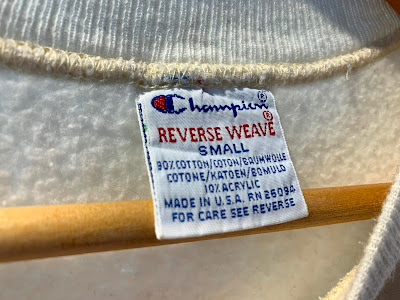 Champion®
REVERSE WEAVE®
SMALL
90% COTTON/COTON/BAUMWOLLE
COTONE/KATOEN/BOMULD
10% ACRYLIC
MADE IN U.S.A. RN 26094
FOR CARE SEE REVERSE